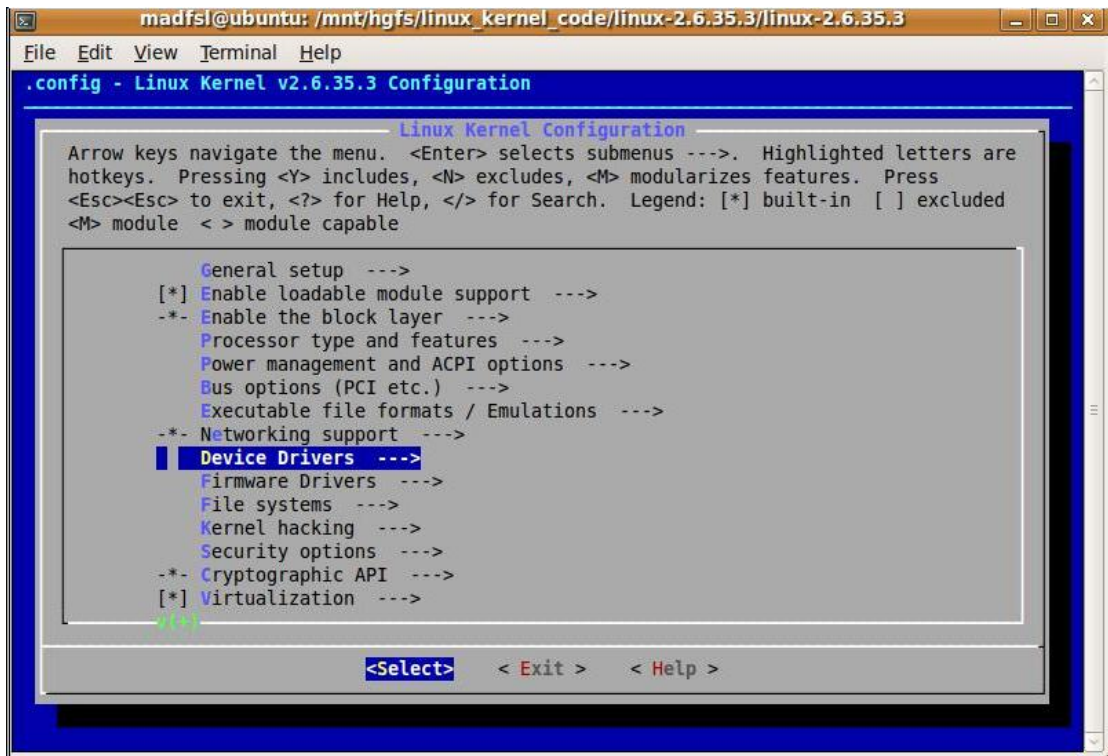 madfsl@ubuntu: /mnt/hgfs/linux_kernel_code/linux-2.6.35.3/linux-2.6.35.3
File Edit View Terminal Help
.config - Linux Kernel v2.6.35.3 Configuration
Linux Kernel Configuration
Arrow keys navigate the menu. <Enter> selects submenus --->. Highlighted letters are
hotkeys. Pressing <Y> includes, <N> excludes, <M> modularizes features. Press
<Esc><Esc> to exit, <?> for Help, </> for Search. Legend: [*] built-in [ ] excluded
<M> module < > module capable
General setup --->
[*] Enable loadable module support --->
-*- Enable the block layer --->
Processor type and features --->
Power management and ACPI options --->
Bus options (PCI etc.) --->
Executable file formats / Emulations --->
-*- Networking support --->
Device Drivers --->
Firmware Drivers --->
File systems --->
Kernel hacking --->
Security options --->
-*- Cryptographic API --->
[*] Virtualization --->
v(+)
<Select> < Exit > < Help >